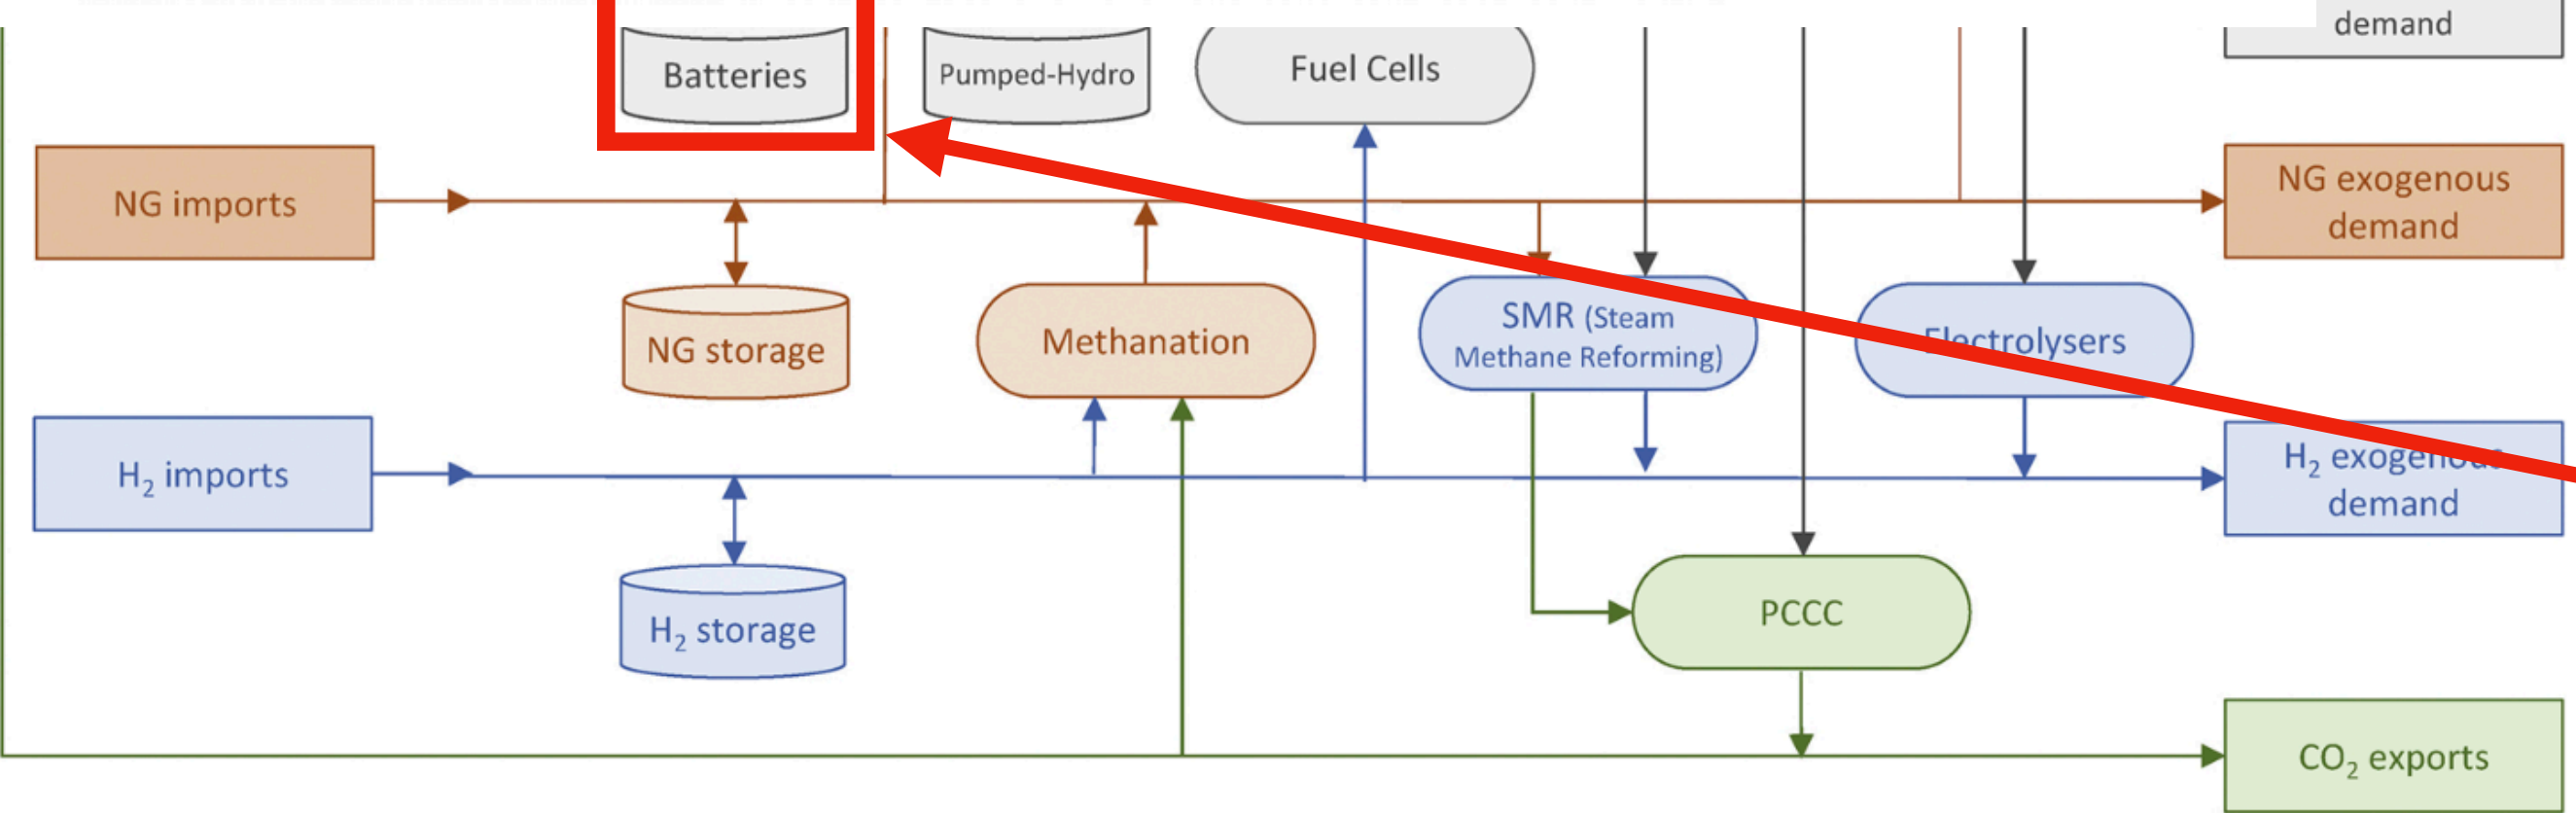 demand
Batteries
Pumped-Hydro
Fuel Cells
NG imports
NG exogenous
demand
NG storage
Methanation
SMR (Steam
Methane Reforming)
Electrolysers
H₂ imports
H₂ exogenous
demand
H₂ storage
PCCC
CO₂ exports